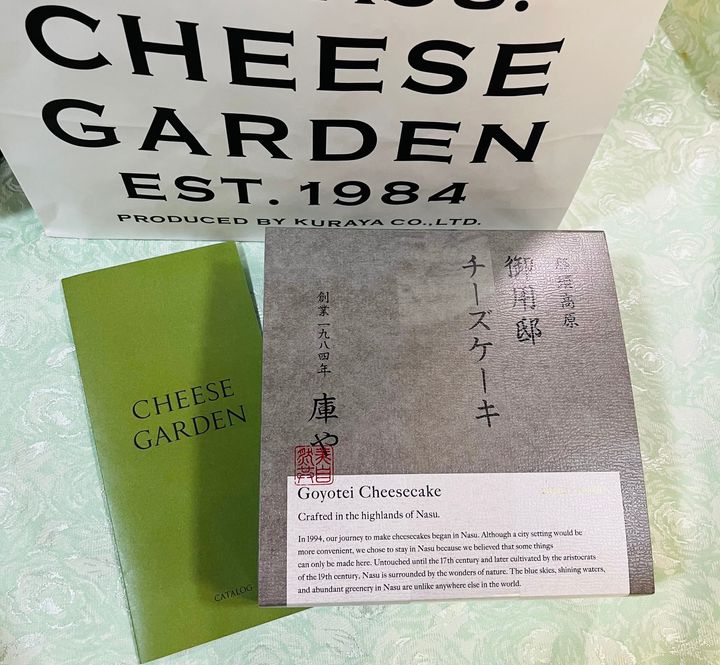 CHEESE
GARDEN
EST. 1984
PRODUCED BY KURAYA CO.,LTD.
CHEESE
GARDEN
CATALOG
那須高原
御用邸
チーズケーキ
創業一九八四年
庫や
Goyotei Cheesecake
Crafted in the highlands of Nasu.
In 1994, our journey to make cheesecakes began in Nasu. Although a city setting would be
more convenient, we chose to stay in Nasu because we believed that some things
can only be made here. Untouched until the 17th century and later cultivated by the aristocrats
of the 19th century, Nasu is surrounded by the wonders of nature. The blue skies, shining waters,
and abundant greenery in Nasu are unlike anywhere else in the world.